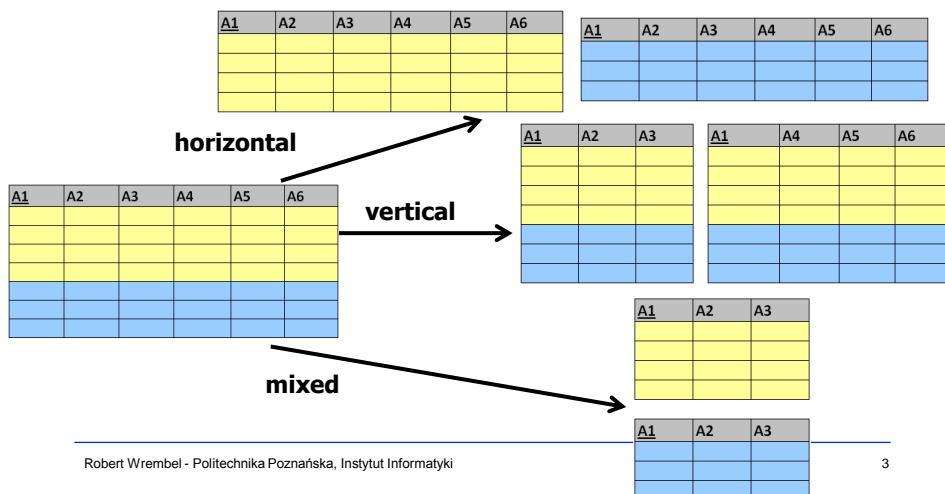 A1 A2 A3 A4 A5 A6
A1 A2 A3 A4 A5 A6
horizontal
A1 A2 A3
A1 A4 A5 A6
A1 A2 A3 A4 A5 A6
vertical
A1 A2 A3
mixed
A1 A2 A3
Robert Wrembel - Politechnika Poznańska, Instytut Informatyki
3